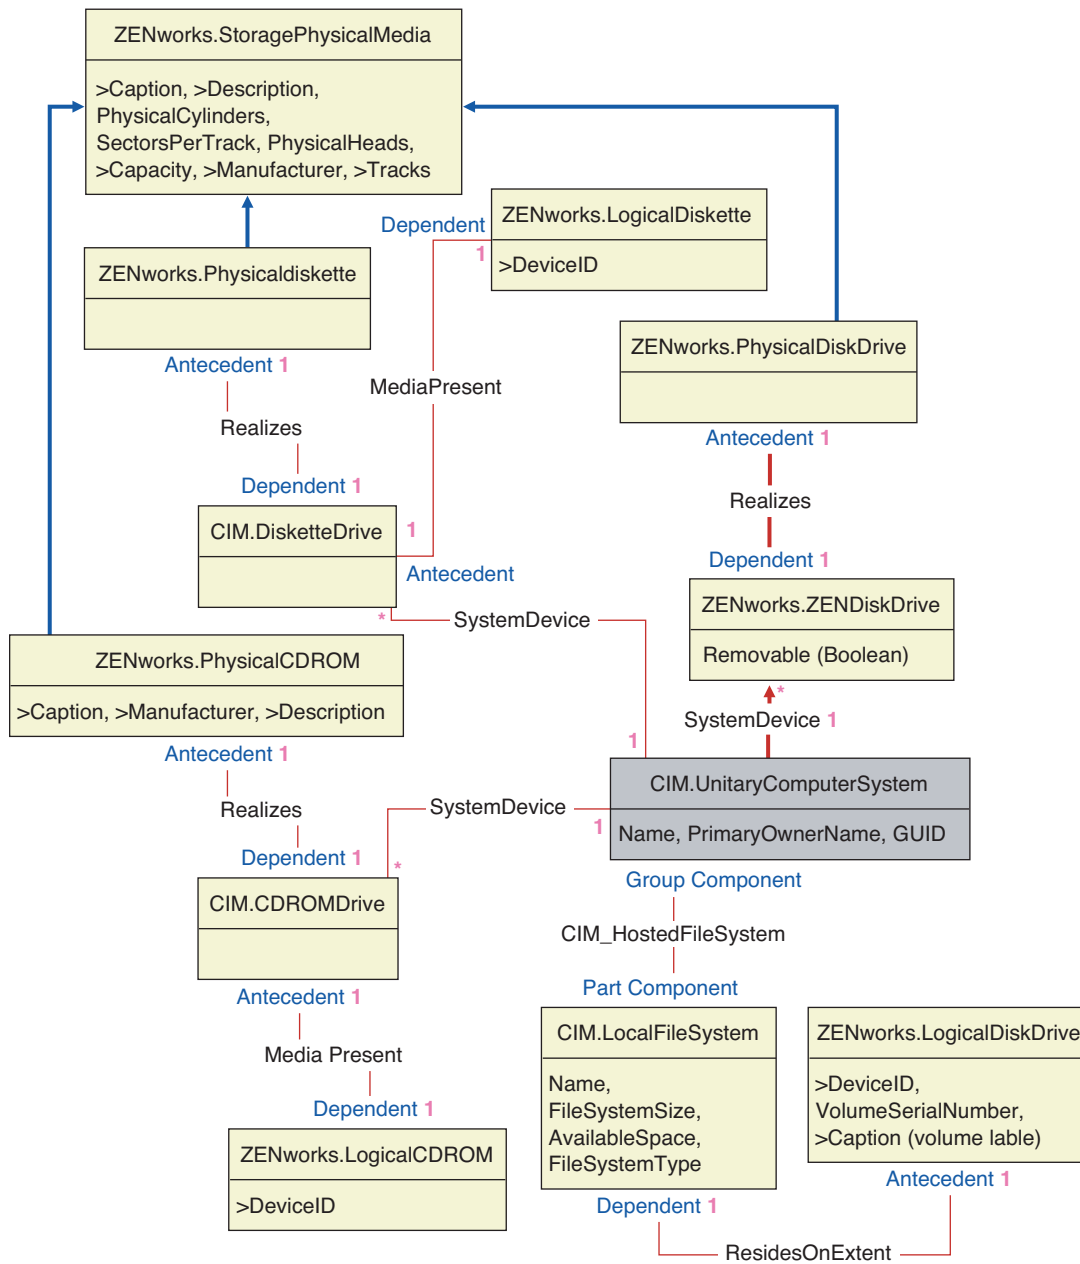 ZENworks.StoragePhysicalMedia
>Caption, >Description,
PhysicalCylinders,
SectorsPerTrack, PhysicalHeads,
>Capacity, >Manufacturer, >Tracks
Dependent
1
ZENworks.LogicalDiskette
>DeviceID
ZENworks.Physicaldiskette
Antecedent 1
ZENworks.PhysicalDiskDrive
MediaPresent
Realizes
Antecedent 1
Dependent 1
Realizes
CIM.DisketteDrive
1
Antecedent
Dependent 1
ZENworks.ZENDiskDrive
Removable (Boolean)
*
SystemDevice
ZENworks.PhysicalCDROM
>Caption, >Manufacturer, >Description
*
SystemDevice 1
1
Antecedent 1
CIM.UnitaryComputerSystem
Name, PrimaryOwnerName, GUID
Realizes
SystemDevice
1
Dependent 1
*
Group Component
CIM.CDROMDrive
CIM_HostedFileSystem
Part Component
Antecedent 1
Media Present
CIM.LocalFileSystem
Name,
FileSystemSize,
AvailableSpace,
FileSystemType
ZENworks.LogicalDiskDrive
>DeviceID,
VolumeSerialNumber,
>Caption (volume lable)
Dependent 1
ZENworks.LogicalCDROM
>DeviceID
Dependent 1
Antecedent 1
ResidesOnExtent